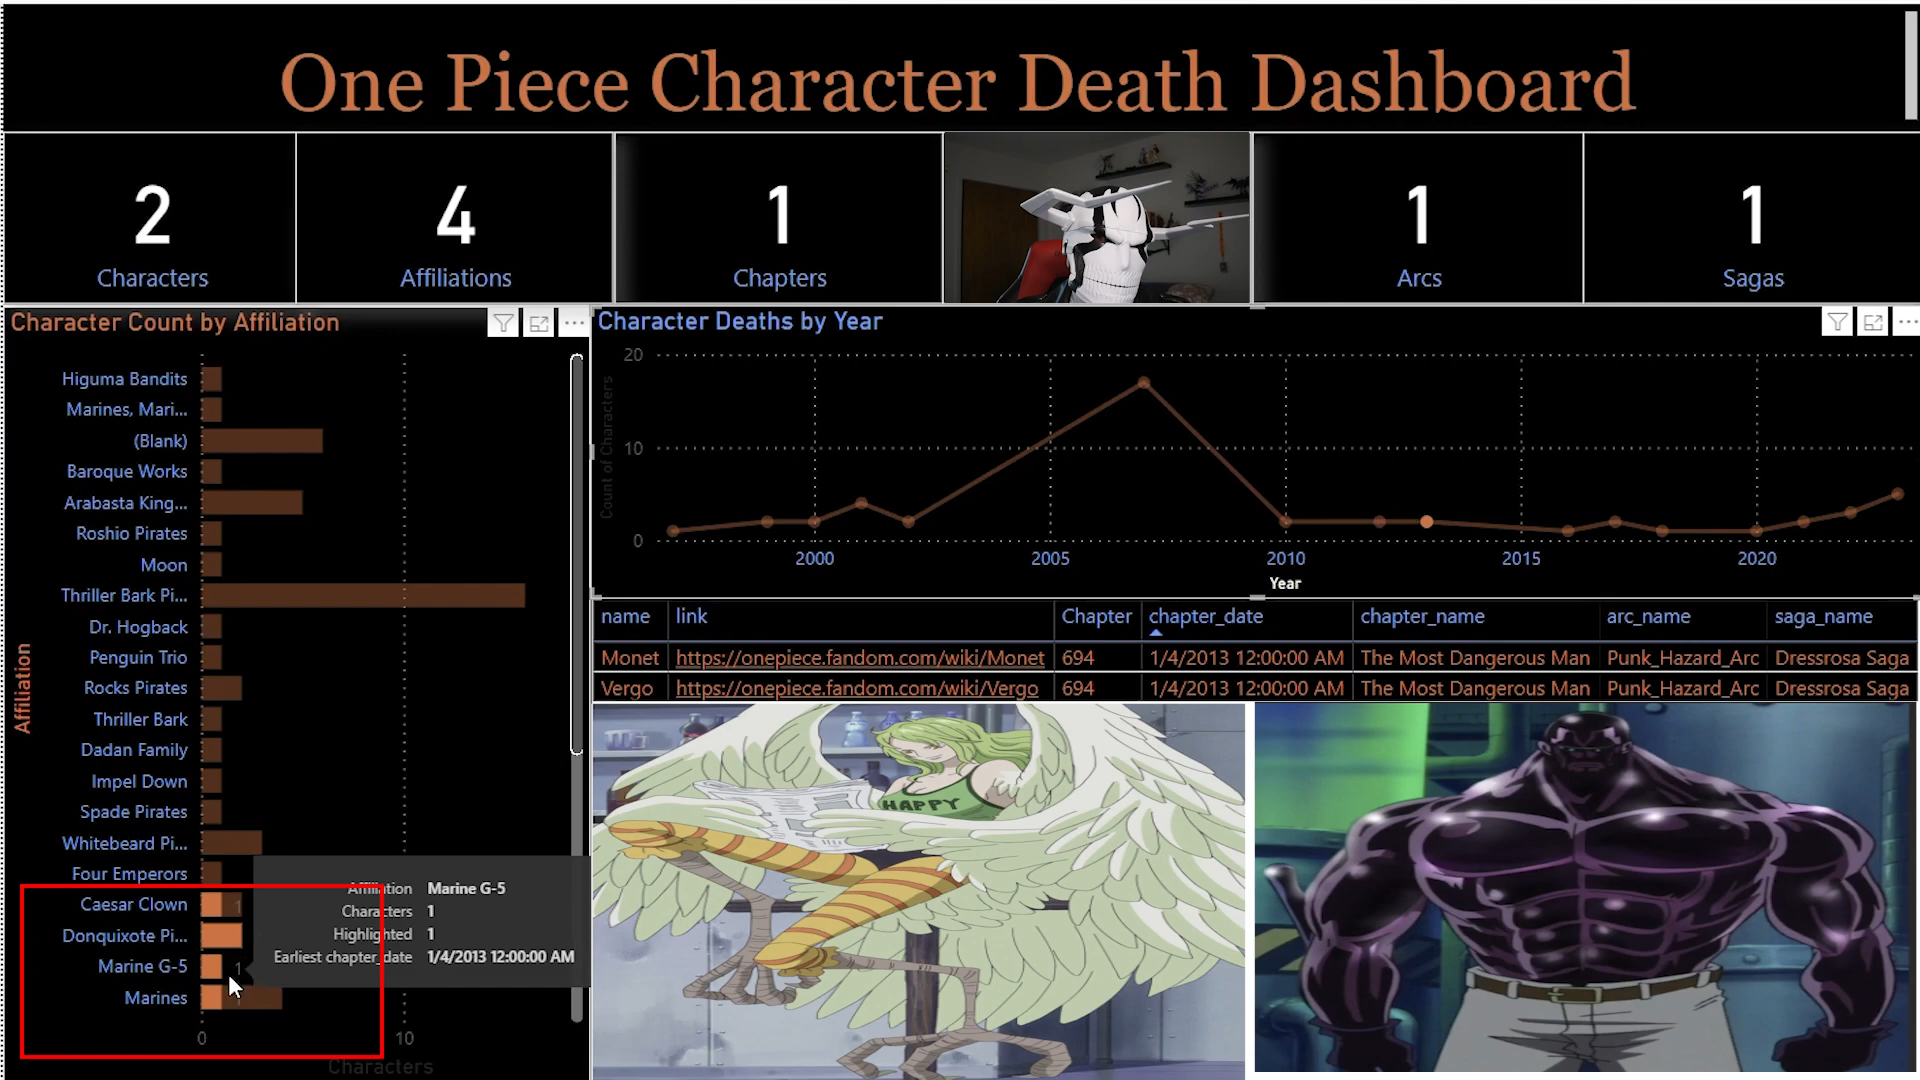 One Piece Character Death Dashboard
2
Characters
4
Affiliations
1
Chapters
1
Arcs
1
Sagas
Character Count by Affiliation
Higuma Bandits
Marines, Mari...
(Blank)
Baroque Works
Arabasta King...
Roshio Pirates
Moon
Thriller Bark Pi...
Dr. Hogback
Penguin Trio
Rocks Pirates
Thriller Bark
Dadan Family
Impel Down
Spade Pirates
Whitebeard Pi...
Four Emperors
Caesar Clown
Donquixote Pi...
Marine G-5
Marines
1
1
Affiliation
0
10
Characters
Affiliation Marine G-5
Characters 1
Highlighted 1
Earliest chapter_date 1/4/2013 12:00:00 AM
Character Deaths by Year
Count of Characters
20
10
0
2000
2005
2010
2015
2020
Year
name link Chapter chapter_date chapter_name arc_name saga_name
Monet https://onepiece.fandom.com/wiki/Monet 694 1/4/2013 12:00:00 AM The Most Dangerous Man Punk_Hazard_Arc Dressrosa Saga
Vergo https://onepiece.fandom.com/wiki/Vergo 694 1/4/2013 12:00:00 AM The Most Dangerous Man Punk_Hazard_Arc Dressrosa Saga
HAPPY